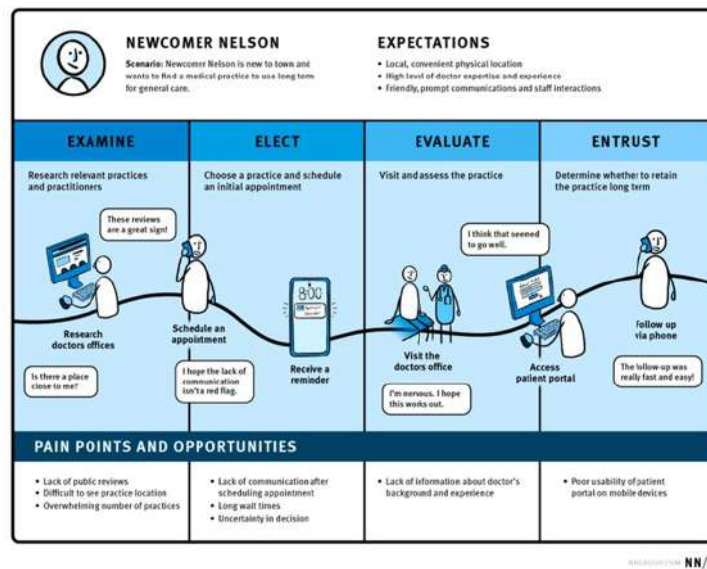 NEWCOMER NELSON
Scenario: Newcomer Nelson is new to town and
wants to find a medical practice to use long term
for general care.
EXPECTATIONS
• Local, convenient physical location
• High level of doctor expertise and experience
• Friendly, prompt communications and staff interactions
EXAMINE
Research relevant practices
and practitioners
These reviews
are a great sign!
Research
doctors offices
Is there a place
close to me?
ELECT
Choose a practice and schedule
an initial appointment
Schedule an
appointment
I hope the lack of
communication
isn't a red flag.
8:00
Receive a
reminder
EVALUATE
Visit and assess the practice
I think that seemed
to go well.
Visit the
doctors office
I'm nervous. I hope
this works out.
ENTRUST
Determine whether to retain
the practice long term
Access
patient portal
Follow up
via phone
The follow-up was
really fast and easy!
PAIN POINTS AND OPPORTUNITIES
• Lack of public reviews
• Difficult to see practice location
• Overwhelming number of practices
• Lack of communication after
scheduling appointment
• Long wait times
• Uncertainty in decision
• Lack of information about doctor's
background and experience
• Poor usability of patient
portal on mobile devices
NNGROUP.COM NN/